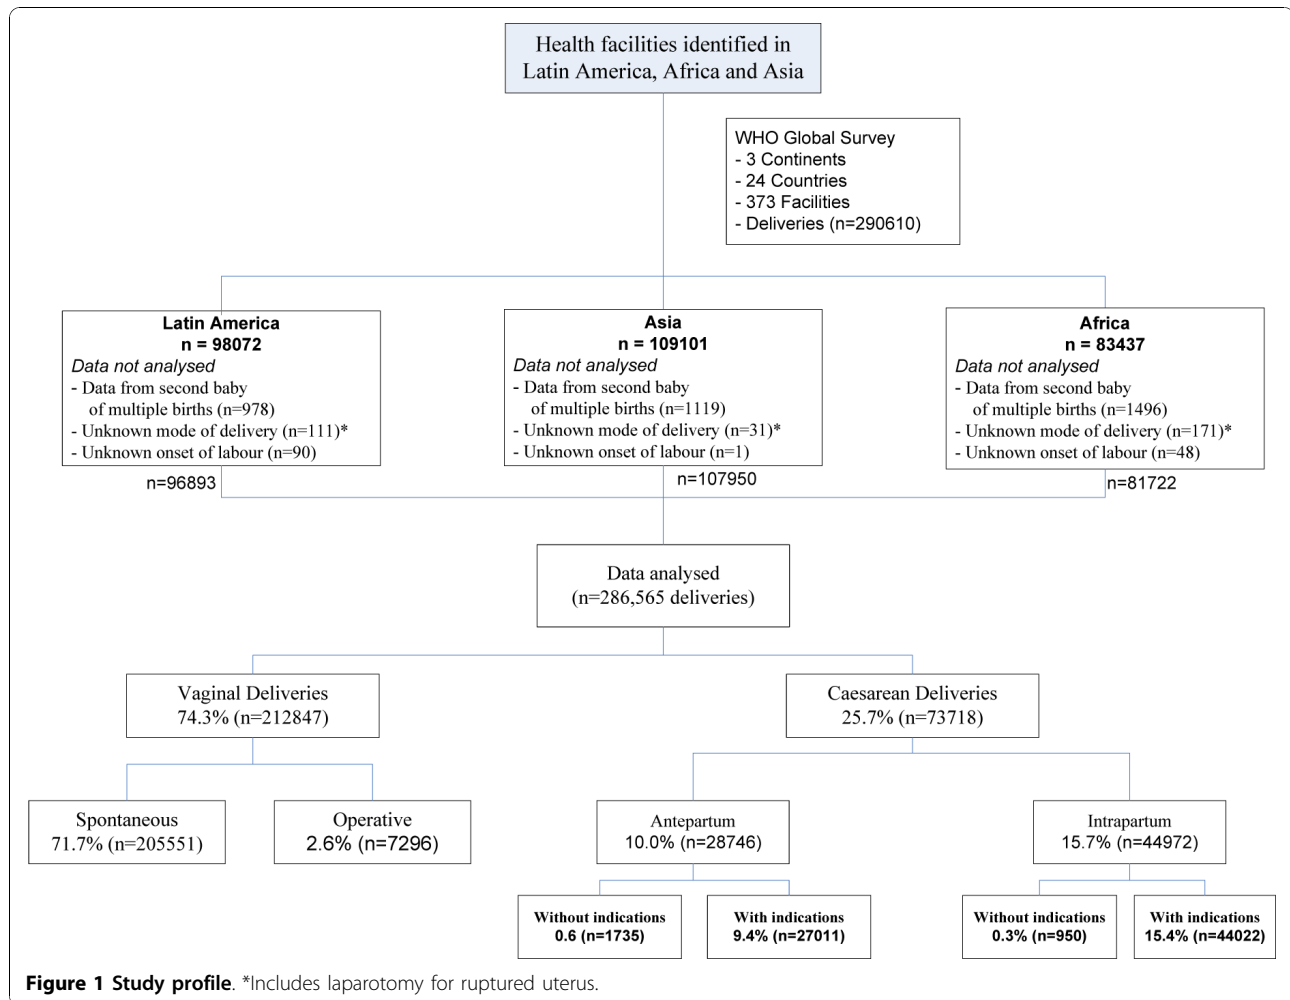 Health facilities identified in
Latin America, Africa and Asia
WHO Global Survey
- 3 Continents
- 24 Countries
- 373 Facilities
- Deliveries (n=290610)
Latin America
n = 98072
Data not analysed
- Data from second baby
of multiple births (n=978)
- Unknown mode of delivery (n=111)*
- Unknown onset of labour (n=90)
n=96893
Asia
n = 109101
Data not analysed
- Data from second baby
of multiple births (n=1119)
- Unknown mode of delivery (n=31)*
- Unknown onset of labour (n=1)
n=107950
Africa
n = 83437
Data not analysed
- Data from second baby
of multiple births (n=1496)
- Unknown mode of delivery (n=171)*
- Unknown onset of labour (n=48)
n=81722
Data analysed
(n=286,565 deliveries)
Vaginal Deliveries
74.3% (n=212847)
Caesarean Deliveries
25.7% (n=73718)
Spontaneous
71.7% (n=205551)
Operative
2.6% (n=7296)
Antepartum
10.0% (n=28746)
Intrapartum
15.7% (n=44972)
Without indications
0.6 (n=1735)
With indications
9.4% (n=27011)
Without indications
0.3% (n=950)
With indications
15.4% (n=44022)
Figure 1 Study profile. *Includes laparotomy for ruptured uterus.